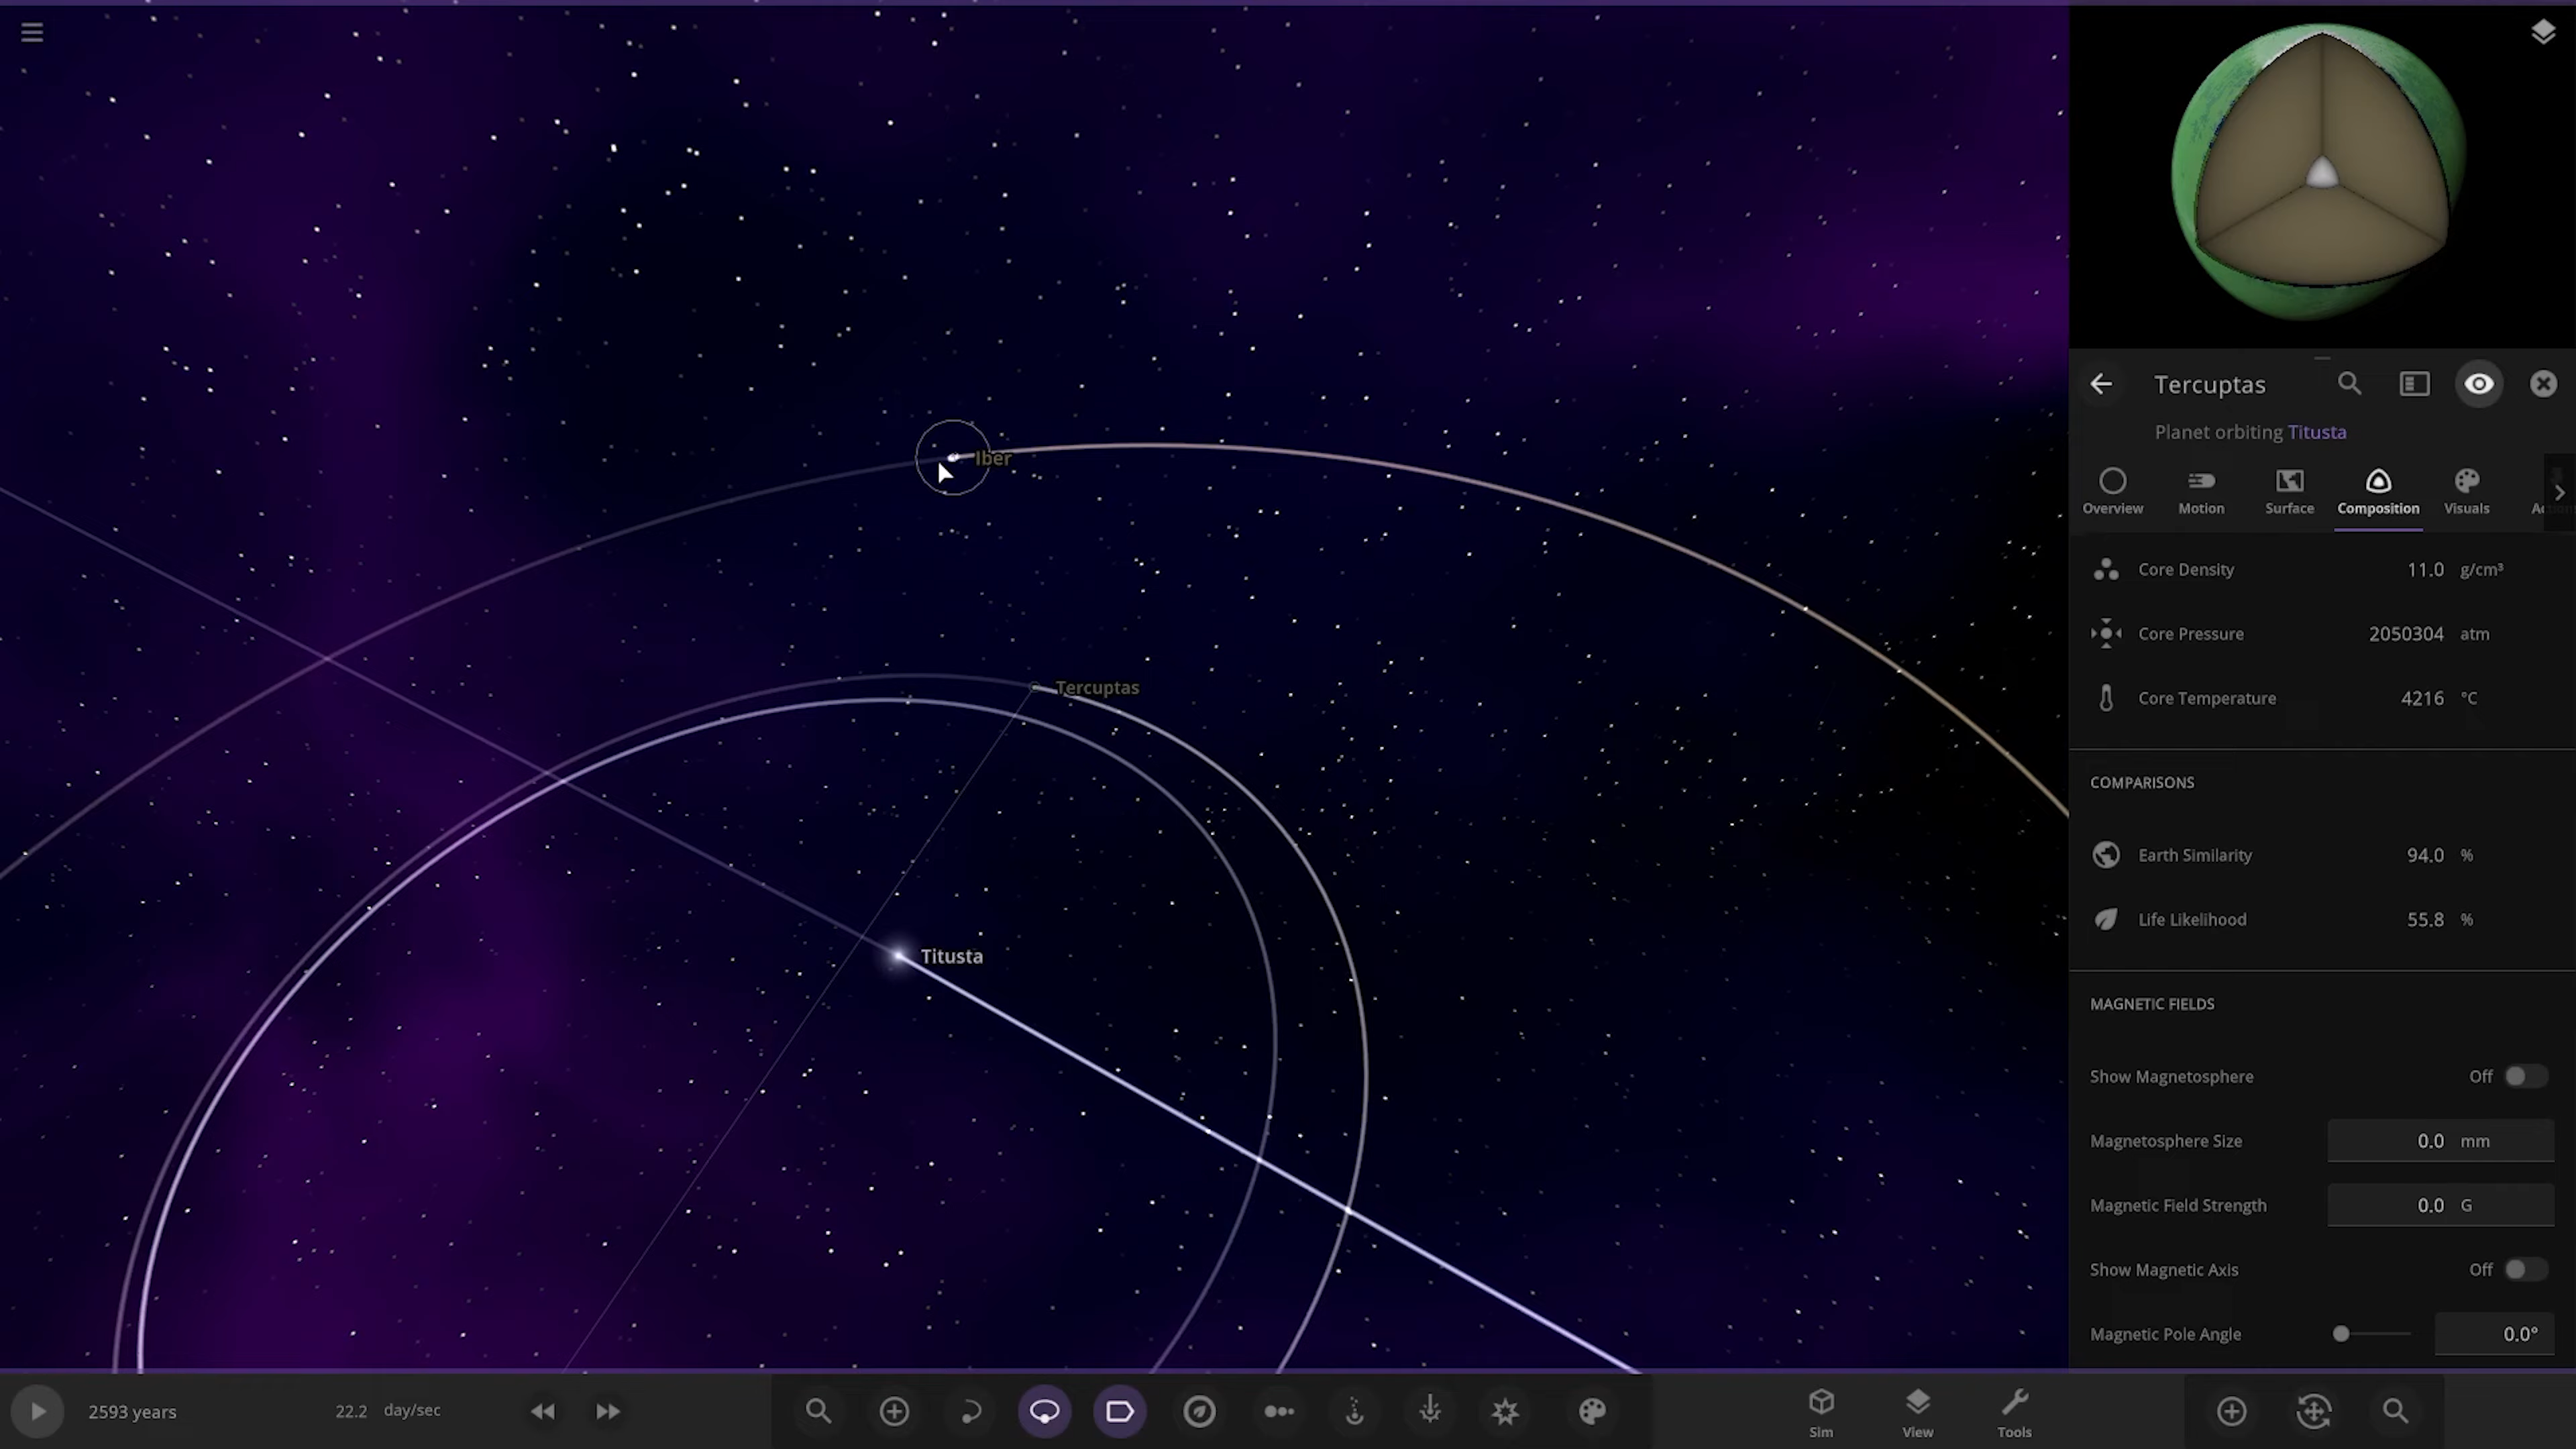 Iber
Tercuptas
Titusta
Tercuptas
Planet orbiting Titusta
Overview Motion Surface Composition Visuals
Core Density 11.0 g/cm³
Core Pressure 2050304 atm
Core Temperature 4216 °C
COMPARISONS
Earth Similarity 94.0 %
Life Likelihood 55.8 %
MAGNETIC FIELDS
Show Magnetosphere Off
Magnetosphere Size 0.0 mm
Magnetic Field Strength 0.0 G
Show Magnetic Axis Off
Magnetic Pole Angle 0.0°
2593 years 22.2 day/sec
Sim View Tools